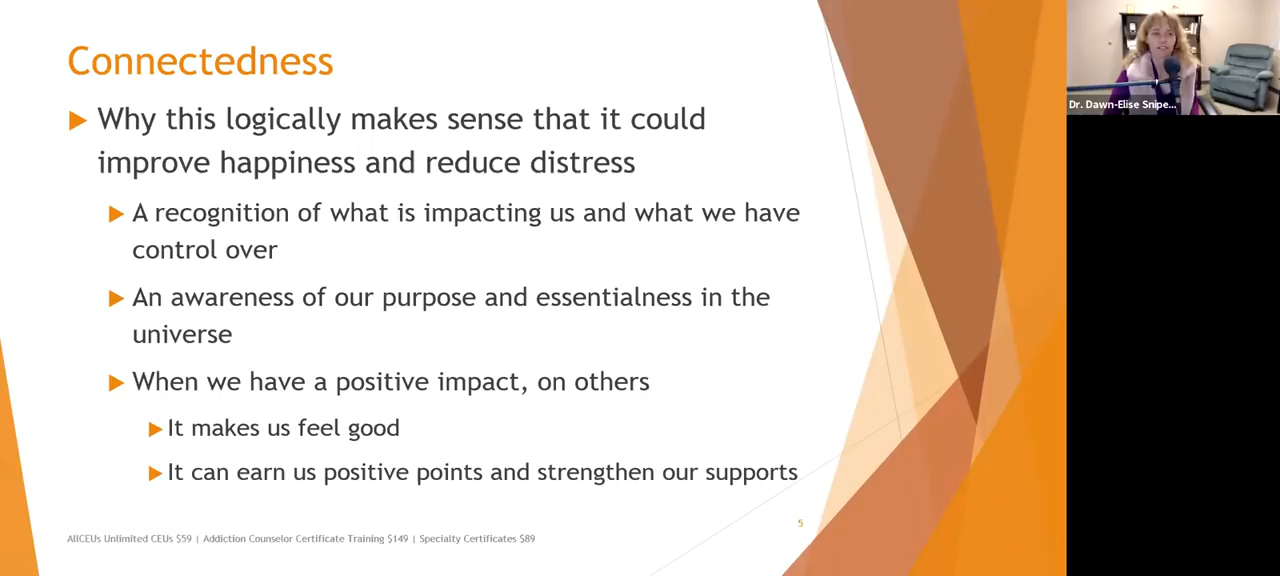 Connectedness
Why this logically makes sense that it could
improve happiness and reduce distress
A recognition of what is impacting us and what we have
control over
An awareness of our purpose and essentialness in the
universe
When we have a positive impact, on others
It makes us feel good
It can earn us positive points and strengthen our supports
5
AllCEUs Unlimited CEUs $59 | Addiction Counselor Certificate Training $149 | Specialty Certificates $89
Dr. Dawn-Elise Snipe...